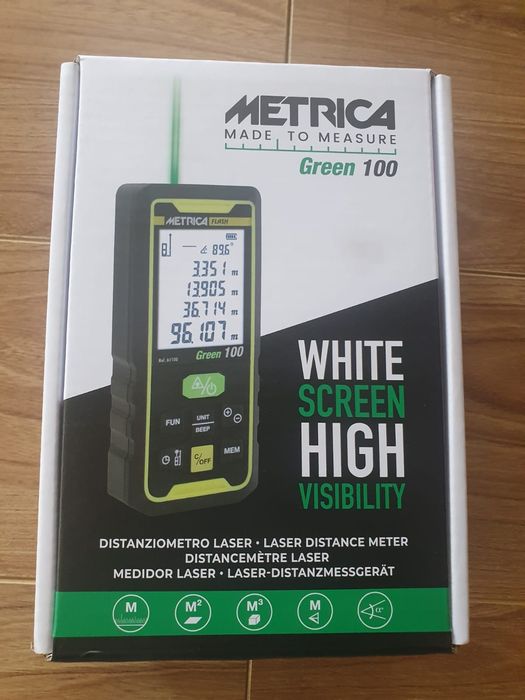 METRICA
MADE TO MEASURE
Green 100
METRICA FLASH
89.6°
3.351 m
13.905 m
36.714 m
96.107 m
Green 100
FUN
UNIT
BEEP
C/OFF
MEM
WHITE
SCREEN
HIGH
VISIBILITY
DISTANZIOMETRO LASER • LASER DISTANCE METER
DISTANCEMÈTRE LASER
MEDIDOR LASER • LASER-DISTANZMESSGERÄT
M
M²
M³
M
α°